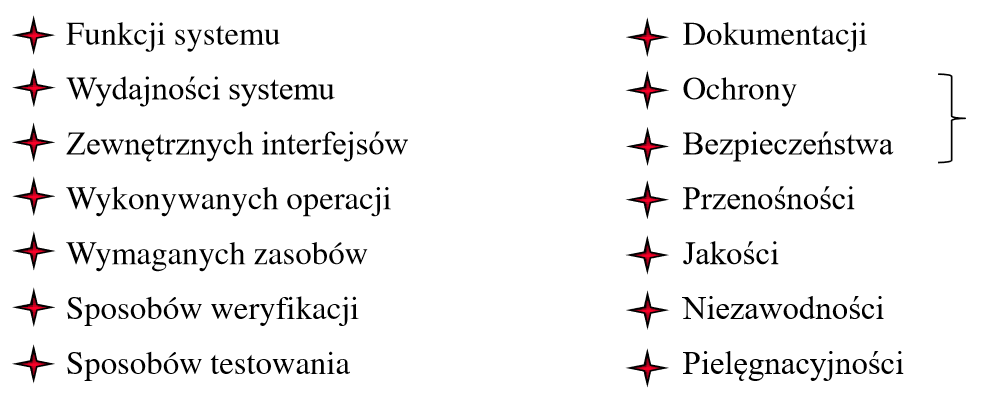 Funkcji systemu
Wydajności systemu
Zewnętrznych interfejsów
Wykonywanych operacji
Wymaganych zasobów
Sposobów weryfikacji
Sposobów testowania
Dokumentacji
Ochrony
Bezpieczeństwa
Przenośności
Jakości
Niezawodności
Pielęgnacyjności